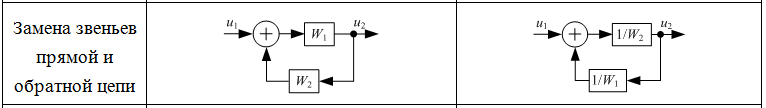 Замена звеньев
прямой и
обратной цепи
u₁ + W₁ u₂
W₂
u₁ + 1/W₂ u₂
1/W₁